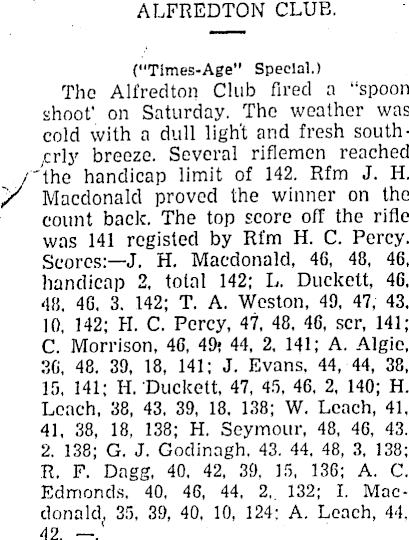 ALFREDTON CLUB.
("Times-Age" Special.)
The Alfredton Club fired a "spoon
shoot' on Saturday. The weather was
cold with a dull light and fresh south-
erly breeze. Several riflemen reached
the handicap limit of 142. Rfm J. H.
Macdonald proved the winner on the
count back. The top score off the rifle
was 141 registed by Rfm H. C. Percy.
Scores:—J. H. Macdonald, 46, 48, 46,
handicap 2, total 142; L. Duckett, 46,
48, 46, 3, 142; T. A. Weston, 49, 47, 43,
10, 142; H. C. Percy, 47, 48, 46, scr, 141;
C. Morrison, 46, 49, 44, 2, 141; A. Algie,
36, 48, 39, 18, 141; J. Evans, 44, 44, 38,
15, 141; H. Duckett, 47, 45, 46, 2, 140; H.
Leach, 38, 43, 39, 18, 138; W. Leach, 41,
41, 38, 18, 138; H. Seymour, 48, 46, 43,
2, 138; G. J. Godinagh, 43, 44, 48, 3, 138;
R. F. Dagg, 40, 42, 39, 15, 136; A. C.
Edmonds, 40, 46, 44, 2, 132; I. Mac-
donald, 35, 39, 40, 10, 124; A. Leach, 44,
42, —.